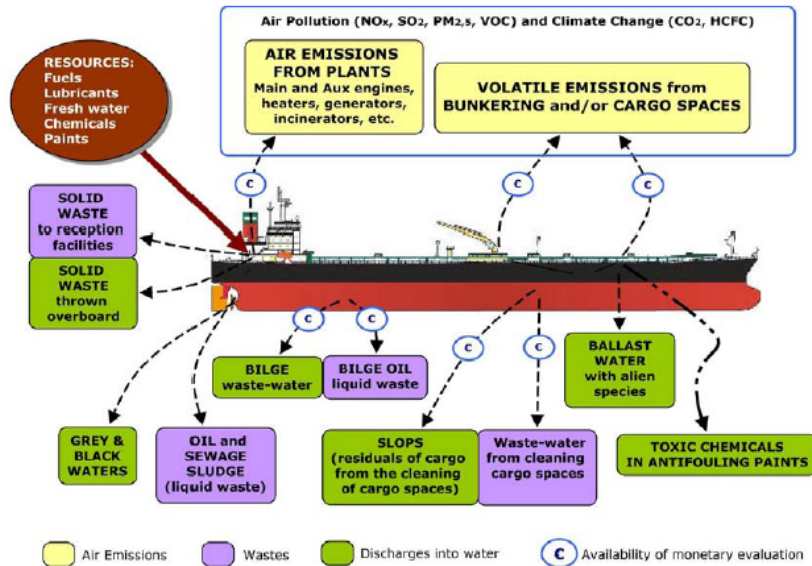 Air Pollution (NOx, SO2, PM2,5, VOC) and Climate Change (CO2, HCFC)
RESOURCES:
Fuels
Lubricants
Fresh water
Chemicals
Paints
AIR EMISSIONS
FROM PLANTS
Main and Aux engines,
heaters, generators,
incinerators, etc.
VOLATILE EMISSIONS from
BUNKERING and/or CARGO SPACES
c
c
c
SOLID
WASTE
to reception
facilities
SOLID
WASTE
thrown
overboard
c
c
c
c
BILGE
waste-water
BILGE OIL
liquid waste
BALLAST
WATER
with alien
species
GREY &
BLACK
WATERS
OIL and
SEWAGE
SLUDGE
(liquid waste)
SLOPS
(residuals of cargo
from the cleaning
of cargo spaces)
Waste-water
from cleaning
cargo spaces
TOXIC CHEMICALS
IN ANTIFOULING PAINTS
Air Emissions
Wastes
Discharges into water
c
Availability of monetary evaluation